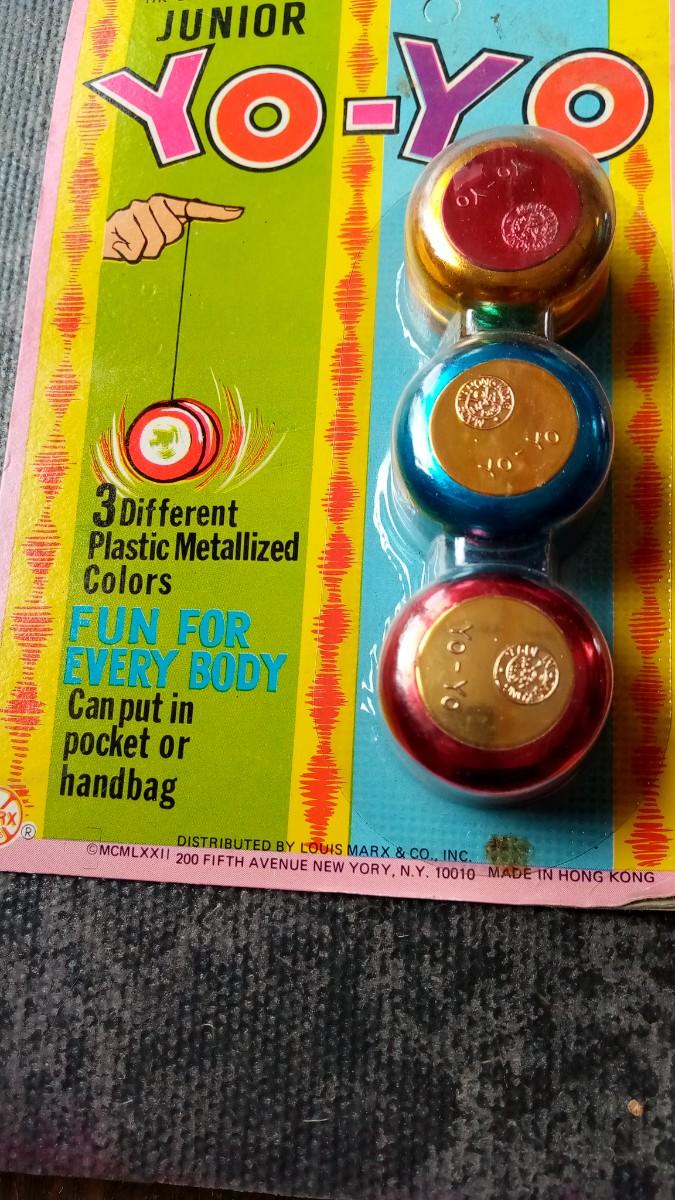 JUNIOR
YO-YO
YO-YO
YO-YO
YO-YO
3 Different
Plastic Metallized
Colors
FUN FOR
EVERY BODY
Can put in
pocket or
handbag
®
©MCMLXXII DISTRIBUTED BY LOUIS MARX & CO., INC.
200 FIFTH AVENUE NEW YORK, N.Y. 10010 MADE IN HONG KONG